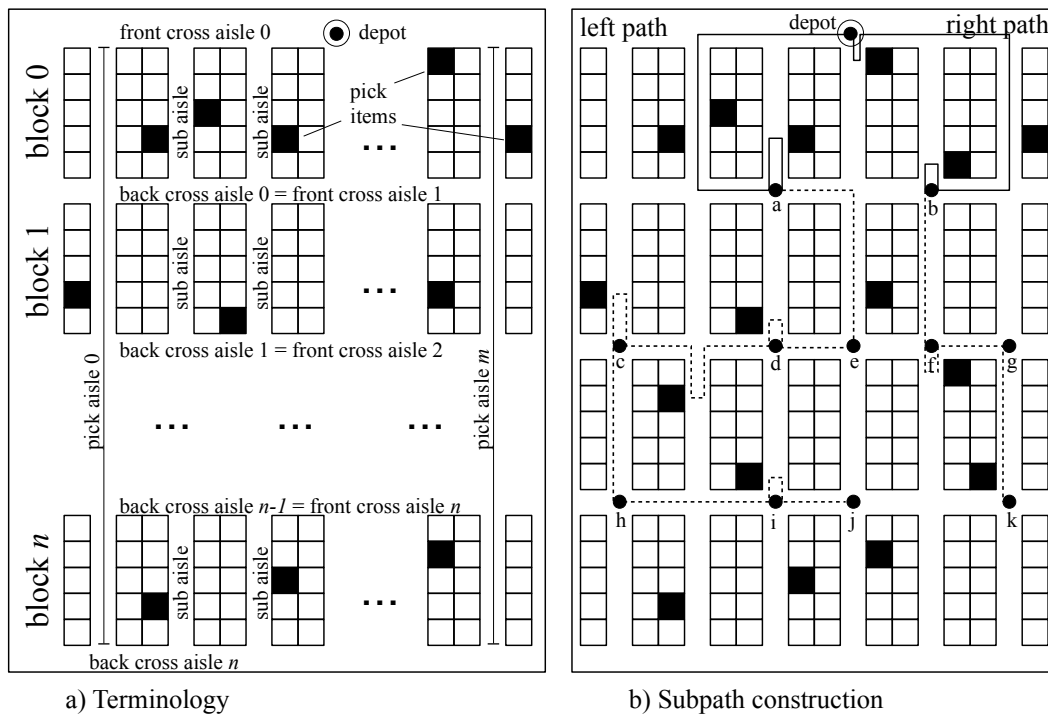 front cross aisle 0
depot
block 0
sub aisle
sub aisle
pick
items
...
back cross aisle 0 = front cross aisle 1
block 1
sub aisle
sub aisle
...
back cross aisle 1 = front cross aisle 2
pick aisle 0
pick aisle m
... ... ...
back cross aisle n-1 = front cross aisle n
block n
sub aisle
sub aisle
...
back cross aisle n
a) Terminology
left path
depot
right path
a
b
c
d
e
f
g
h
i
j
k
b) Subpath construction